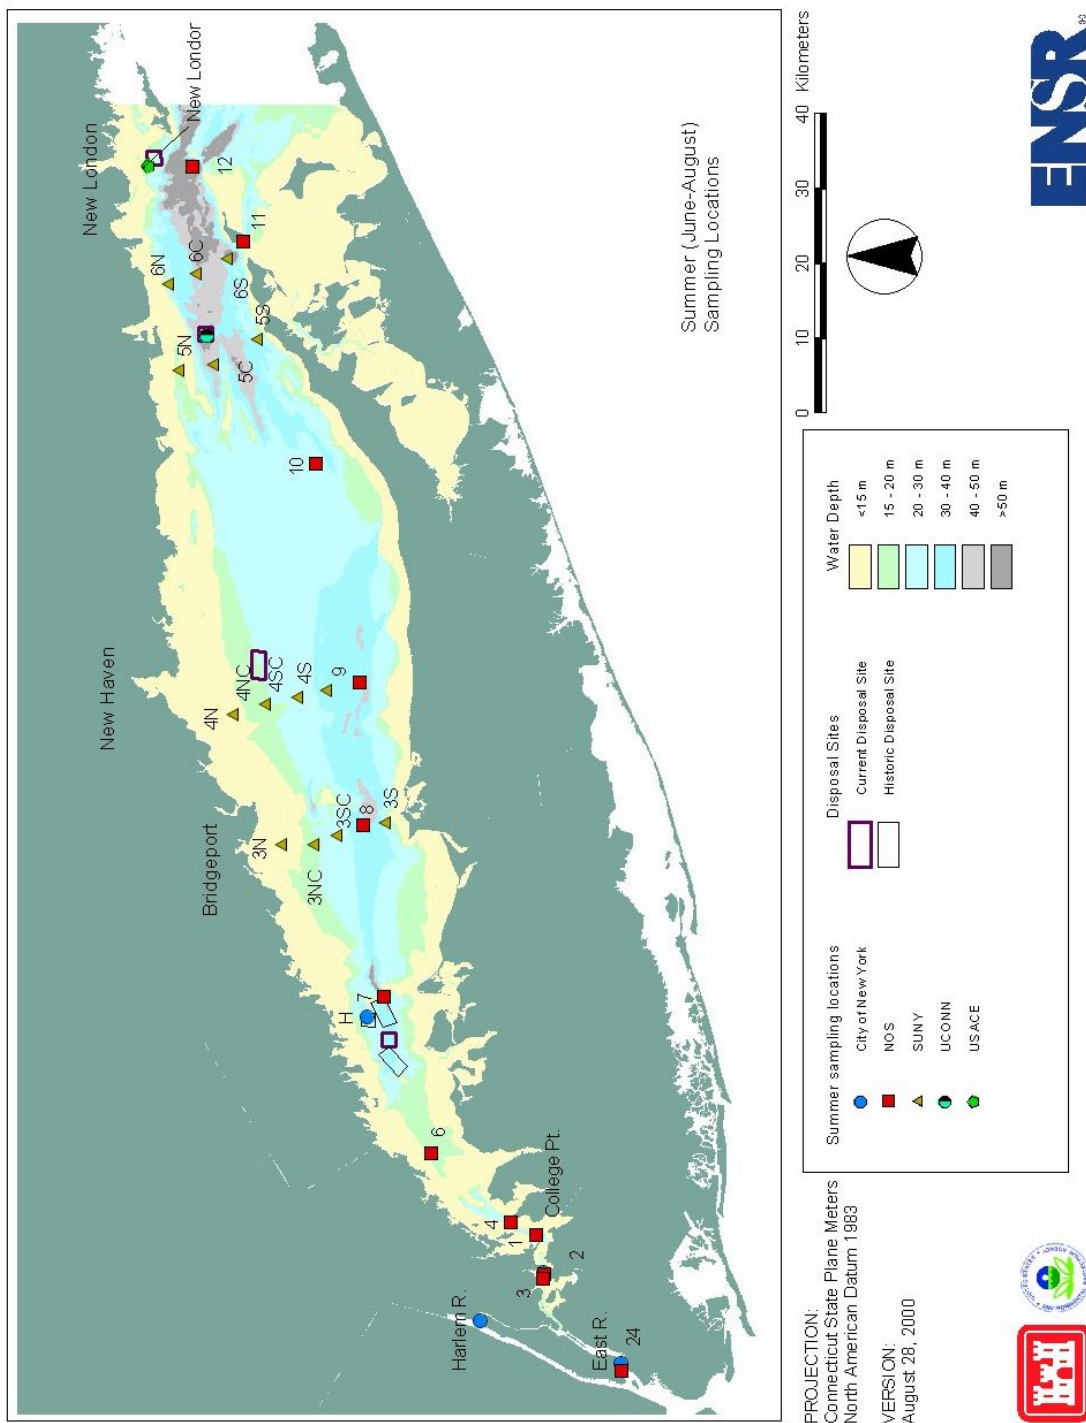 New London
New Londor
12
11
6N
6C
6S
5N
5C
5S
10
New Haven
4N
4NC
4SC
4S
9
Bridgeport
3N
3NC
3SC
8
3S
H
7
6
College Pt.
4
1
2
3
Harlem R.
East R.
24
Summer (June-August)
Sampling Locations
0 10 20 30 40 Kilometers
PROJECTION:
Connecticut State Plane Meters
North American Datum 1983
VERSION:
August 28, 2000
Summer sampling locations
City of New York
NOS
SUNY
UCONN
USACE
Disposal Sites
Current Disposal Site
Historic Disposal Site
Water Depth
<15 m
15 - 20 m
20 - 30 m
30 - 40 m
40 - 50 m
>50 m
ENSR